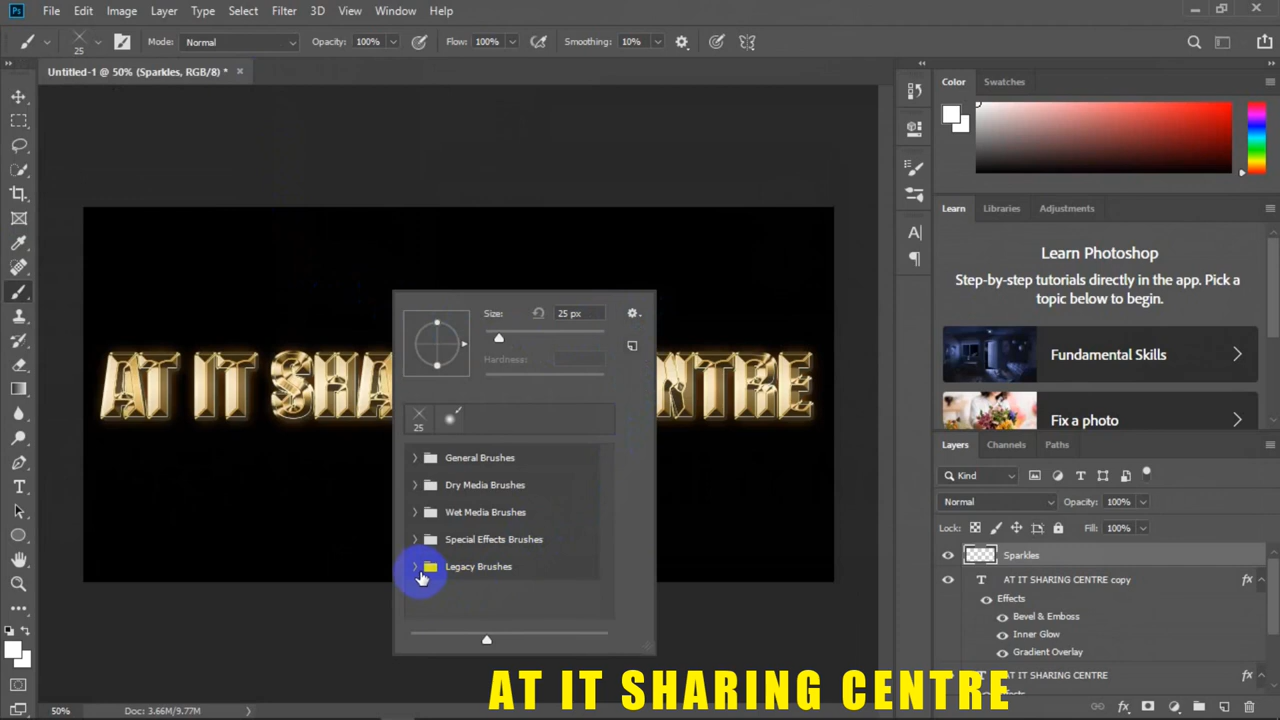 File Edit Image Layer Type Select Filter 3D View Window Help
25 Mode: Normal Opacity: 100% Flow: 100% Smoothing: 10%
Untitled-1 @ 50% (Sparkles, RGB/8) *
Color Swatches
Learn Libraries Adjustments
Learn Photoshop
Step-by-step tutorials directly in the app. Pick a
topic below to begin.
Fundamental Skills
Fix a photo
AT IT SHA NTRE
Size: 25 px
Hardness:
25
General Brushes
Dry Media Brushes
Wet Media Brushes
Special Effects Brushes
Legacy Brushes
Layers Channels Paths
Kind
Normal Opacity: 100%
Lock: Fill: 100%
Sparkles
T AT IT SHARING CENTRE copy fx
Effects
Bevel & Emboss
Inner Glow
Gradient Overlay
T AT IT SHARING CENTRE fx
50% Doc: 3.66M/9.77M
AT IT SHARING CENTRE